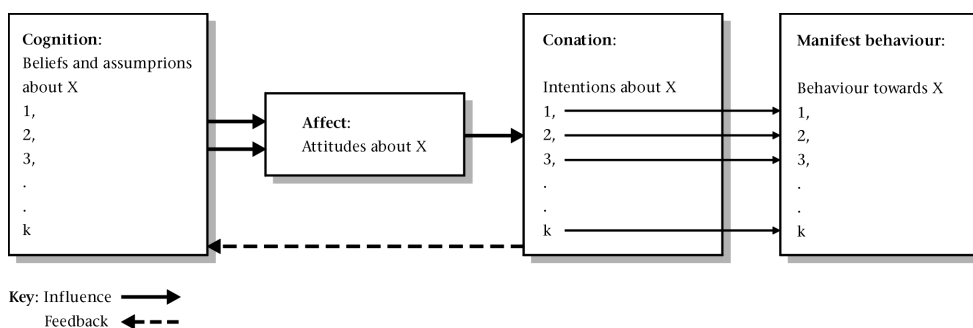 Cognition:
Beliefs and assumprions
about X
1,
2,
3,
.
.
k
Affect:
Attitudes about X
Conation:
Intentions about X
1,
2,
3,
.
.
k
Manifest behaviour:
Behaviour towards X
1,
2,
3,
.
.
k
Key: Influence
Feedback